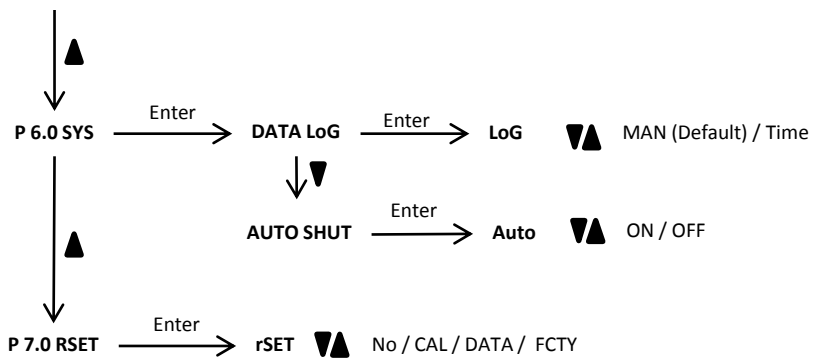 Enter Enter
P 6.0 SYS DATA LoG LoG MAN (Default) / Time
Enter
AUTO SHUT Auto ON / OFF
Enter
P 7.0 RSET rSET No / CAL / DATA / FCTY